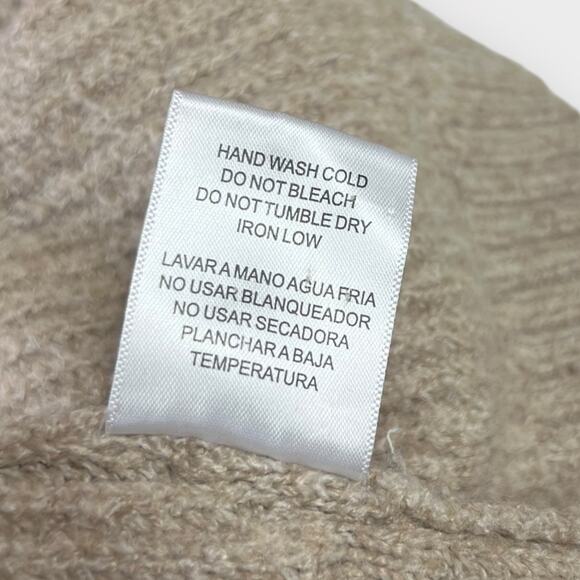 HAND WASH COLD
DO NOT BLEACH
DO NOT TUMBLE DRY
IRON LOW
LAVAR A MANO AGUA FRIA
NO USAR BLANQUEADOR
NO USAR SECADORA
PLANCHAR A BAJA
TEMPERATURA